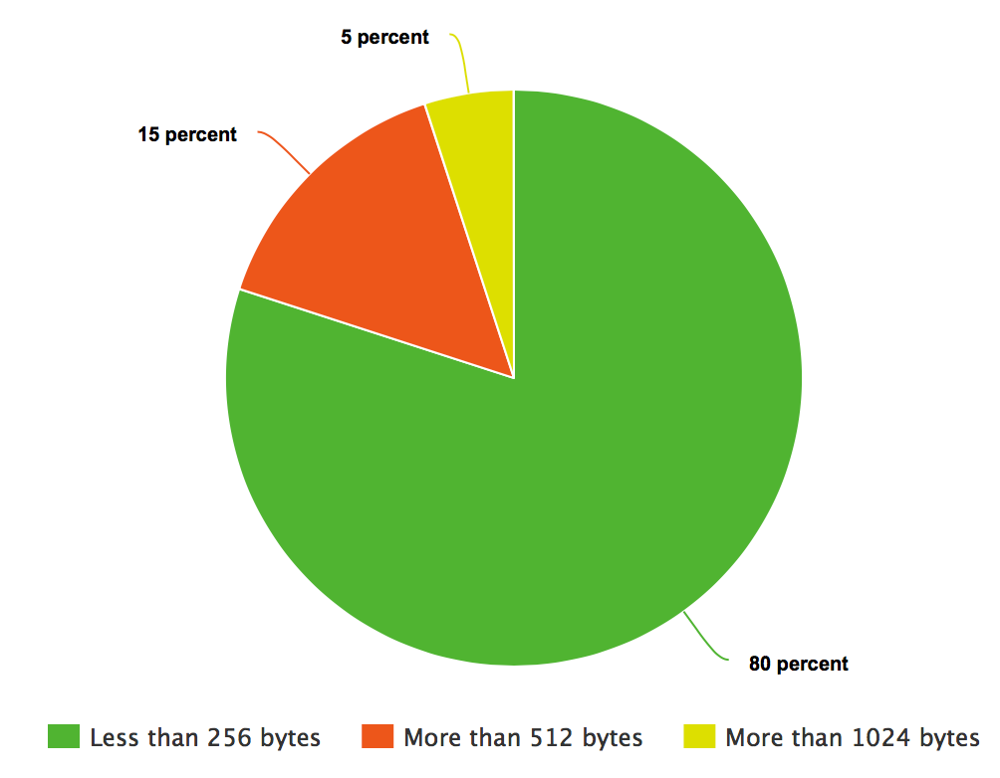 5 percent
15 percent
80 percent
Less than 256 bytes
More than 512 bytes
More than 1024 bytes